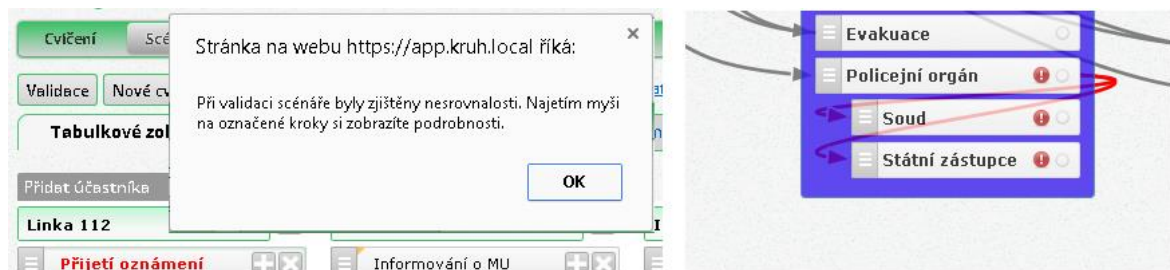 Cvičení
Stránka na webu https://app.kruh.local říká:
Validace
Při validaci scénáře byly zjištěny nesrovnalosti. Najetím myši
na označené kroky si zobrazíte podrobnosti.
OK
Přidat účastníka
Linka 112
Přijetí oznámení
Informování o MU
Evakuace
Policejní orgán
Soud
Státní zástupce